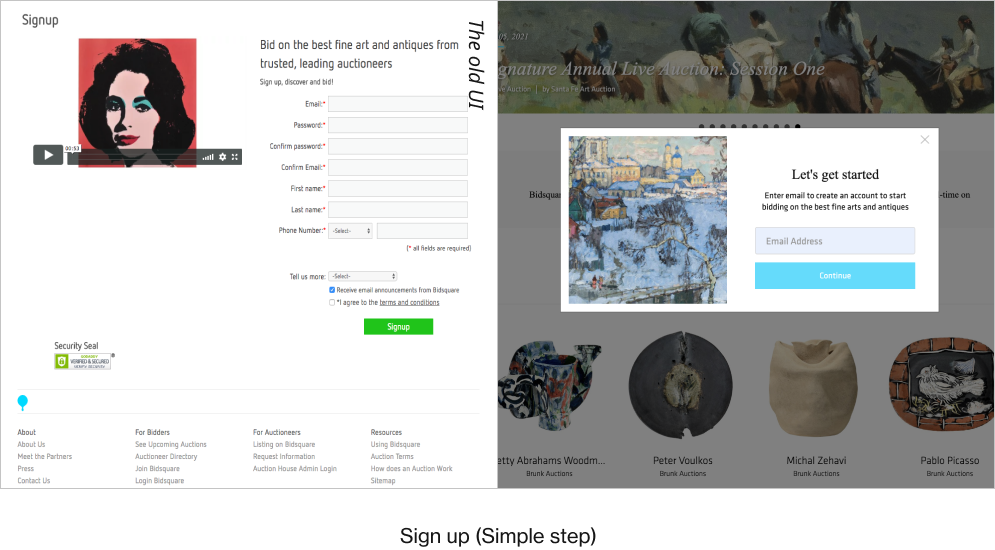 Signup
The old UI
Bid on the best fine art and antiques from
trusted, leading auctioneers
Sign up, discover and bid!
Email:*
Password:*
Confirm password:*
Confirm Email:*
First name:*
Last name:*
Phone Number:*
-Select-
(* all fields are required)
Tell us more:
-Select-
Receive email announcements from Bidsquare
*I agree to the terms and conditions
Signup
00:53
Security Seal
VERIFIED & SECURED
VERIFY SECURITY
About
About Us
Meet the Partners
Press
Contact Us
For Bidders
See Upcoming Auctions
Auctioneer Directory
Join Bidsquare
Login Bidsquare
For Auctioneers
Listing on Bidsquare
Request Information
Auction House Admin Login
Resources
Using Bidsquare
Auction Terms
How does an Auction Work
Sitemap
05, 2021
gnature Annual Live Auction: Session One
ve Auction | by Santa Fe Art Auction
Bidsqua
-time on
Let's get started
Enter email to create an account to start
bidding on the best fine arts and antiques
Email Address
Continue
etty Abrahams Woodm...
Brunk Auctions
Peter Voulkos
Brunk Auctions
Michal Zehavi
Brunk Auctions
Pablo Picasso
Brunk Auctions
Sign up (Simple step)